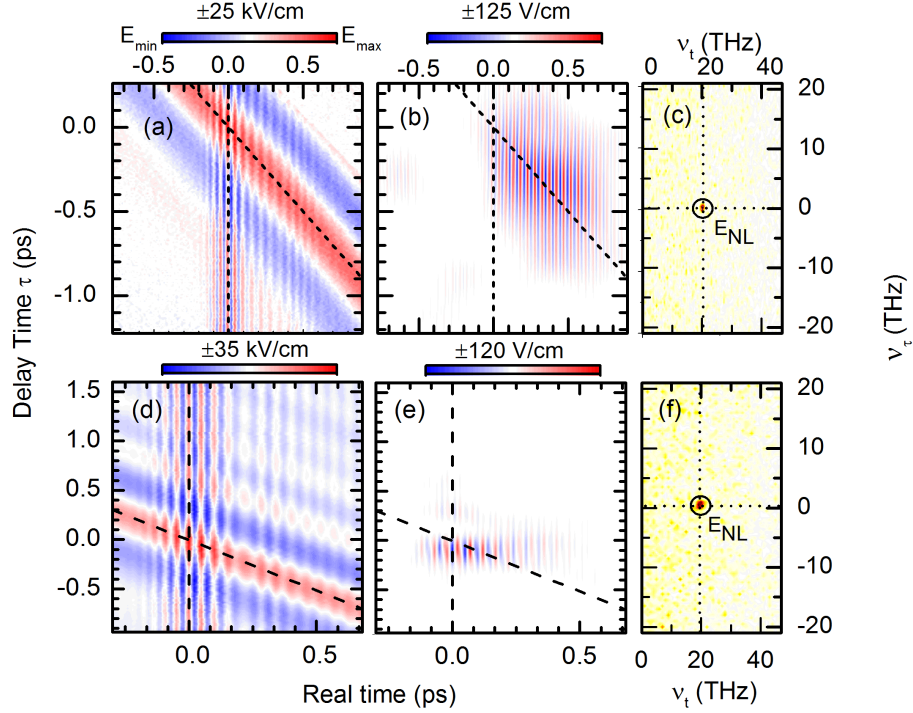 ±25 kV/cm
±125 V/cm
ν_t (THz)
E_min
E_max
-0.5 0.0 0.5
-0.5 0.0 0.5
0 20 40
(a)
(b)
(c)
0.0
-0.5
-1.0
20
10
0
-10
-20
E_NL
±35 kV/cm
±120 V/cm
Delay Time τ (ps)
ν_τ (THz)
(d)
(e)
(f)
1.5
1.0
0.5
0.0
-0.5
20
10
0
-10
-20
E_NL
0.0 0.5
0.0 0.5
0 20 40
Real time (ps)
ν_t (THz)